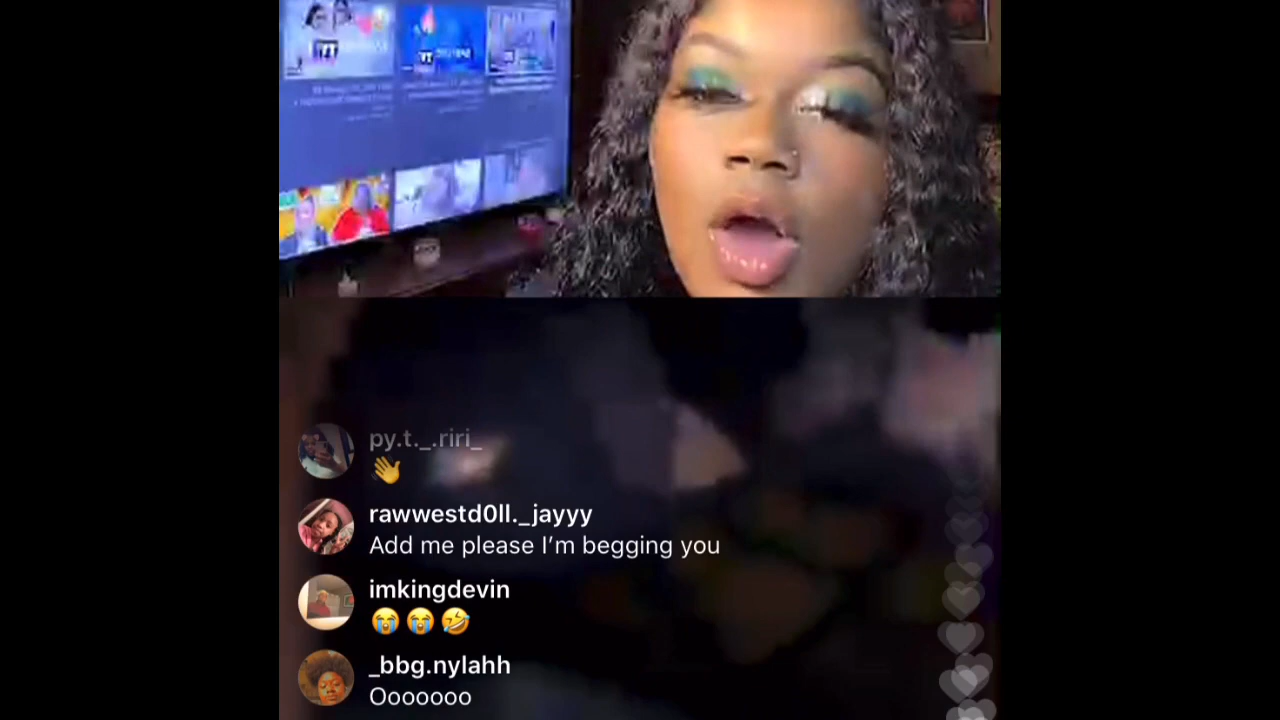 py.t._.riri_
👋
rawwestd0ll._jayyy
Add me please I’m begging you
imkingdevin
😭😭🤣
_bbg.nylahh
Ooooooo